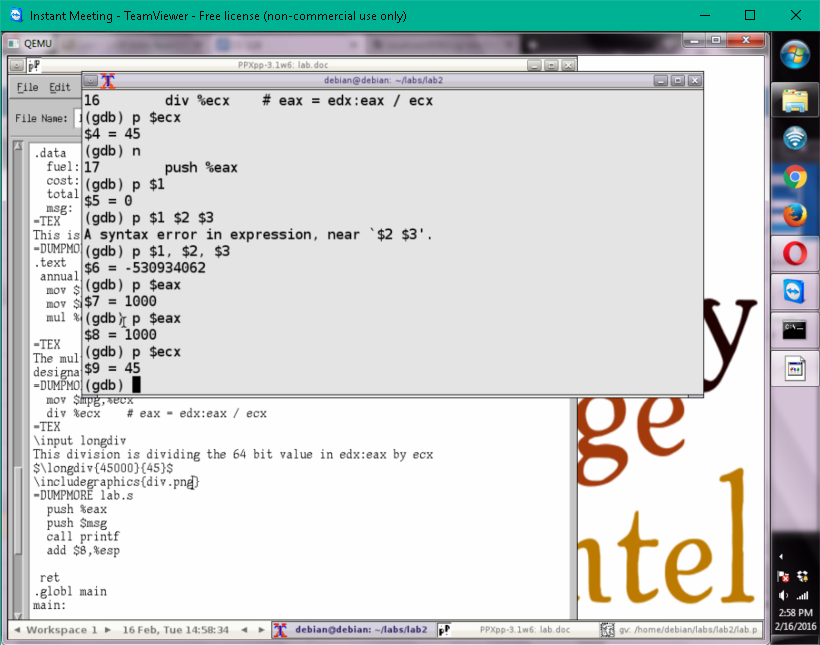 Instant Meeting - TeamViewer - Free license (non-commercial use only)
QEMU
PPXpp-3.1w6: lab.doc
File Edit
File Name:
debian@debian: ~/labs/lab2
16 div %ecx # eax = edx:eax / ecx
(gdb) p $ecx
$4 = 45
(gdb) n
17 push %eax
(gdb) p $1
$5 = 0
(gdb) p $1 $2 $3
A syntax error in expression, near `$2 $3'.
(gdb) p $1, $2, $3
$6 = -530934062
(gdb) p $eax
$7 = 1000
(gdb) p $eax
$8 = 1000
(gdb) p $ecx
$9 = 45
(gdb)
.data
fuel:
cost:
total
msg:
=TEX
This is
=DUMPMO
.text
annual
mov $
mov $
mul %
=TEX
The mul
designa
=DUMPMO
mov $mpg,%ecx
div %ecx # eax = edx:eax / ecx
=TEX
\input longdiv
This division is dividing the 64 bit value in edx:eax by ecx
$\longdiv{45000}{45}$
\includegraphics{div.png}
=DUMPMORE lab.s
push %eax
push $msg
call printf
add $8,%esp
ret
.globl main
main:
y
ge
ntel
Workspace 1
16 Feb, Tue 14:58:34
debian@debian: ~/labs/lab2
PPXpp-3.1w6: lab.doc
gv: /home/debian/labs/lab2/lab.p
C:\.
2:58 PM
2/16/2016